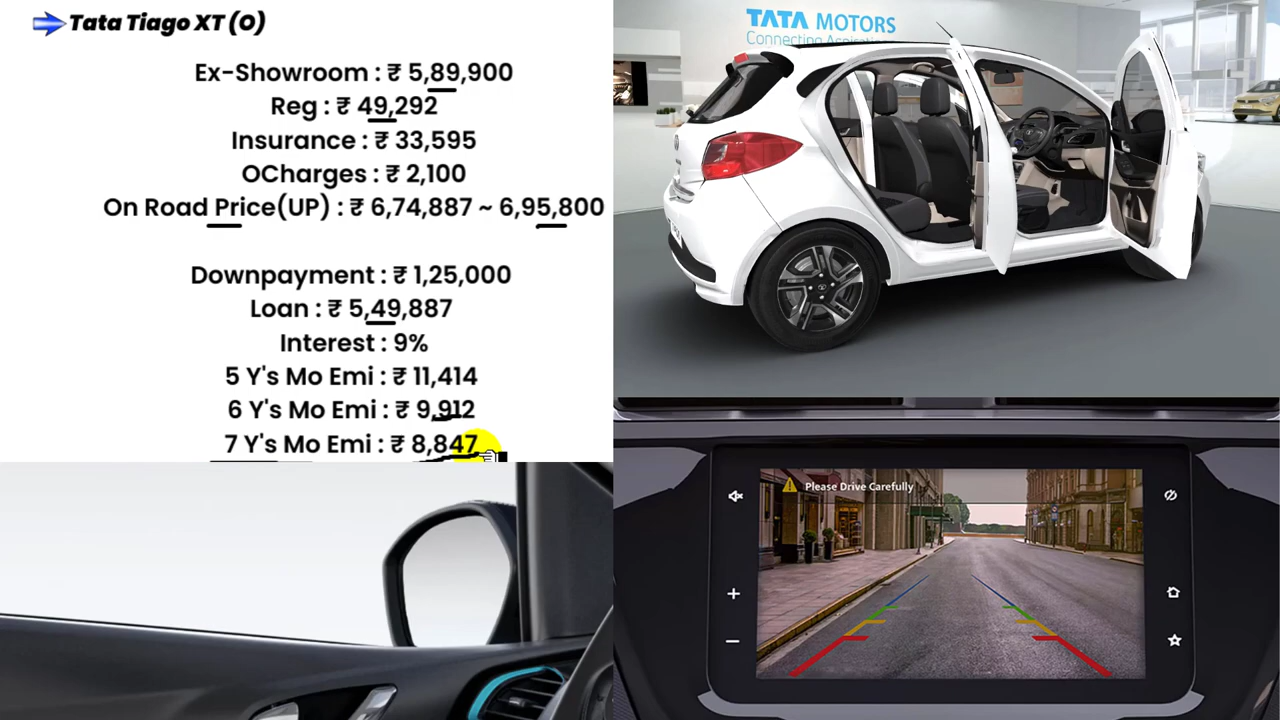 Tata Tiago XT (O)
Ex-Showroom : ₹ 5,89,900
Reg : ₹ 49,292
Insurance : ₹ 33,595
OCharges : ₹ 2,100
On Road Price(UP) : ₹ 6,74,887 ~ 6,95,800
Downpayment : ₹ 1,25,000
Loan : ₹ 5,49,887
Interest : 9%
5 Y's Mo Emi : ₹ 11,414
6 Y's Mo Emi : ₹ 9,912
7 Y's Mo Emi : ₹ 8,847
TATA MOTORS
Connecting Aspirations
Please Drive Carefully